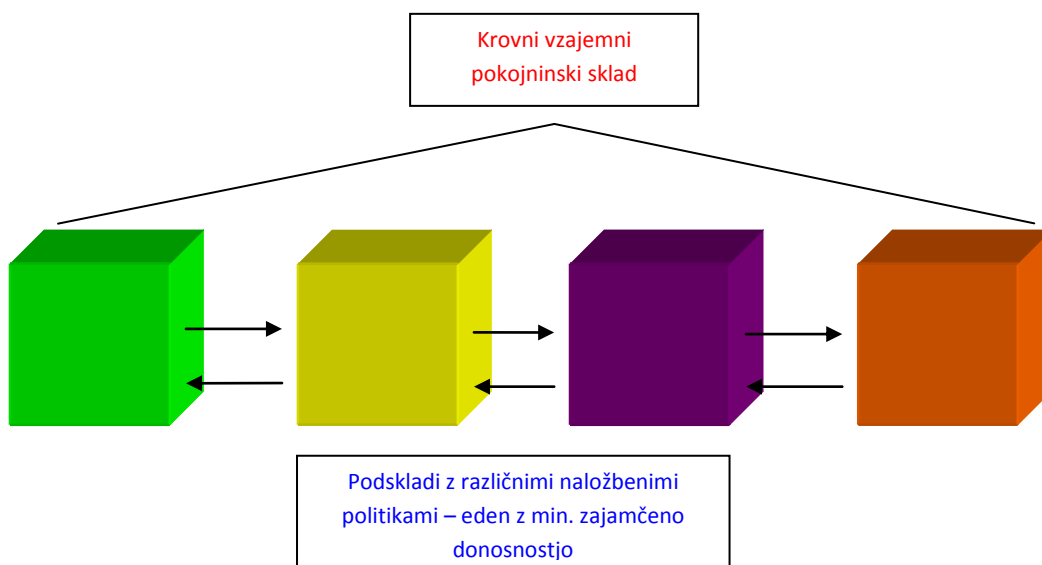 Krovni vzajemni
pokojninski sklad
Podskladi z različnimi naložbenimi
politikami – eden z min. zajamčeno
donosnostjo